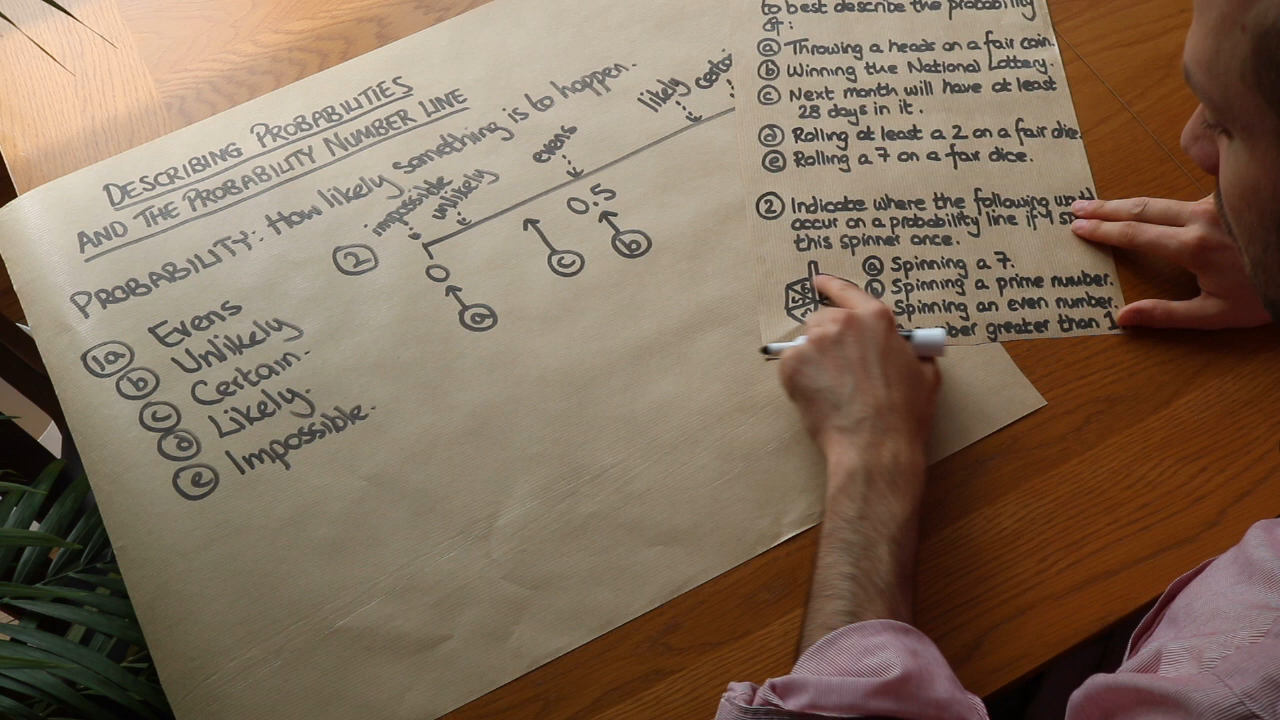 DESCRIBING PROBABILITIES
AND THE PROBABILITY NUMBER LINE
PROBABILITY: How likely something is to happen.
2 impossible unlikely evens likely
0 0.5
a c b
1a Evens
b Unlikely
c Certain.
d Likely.
e Impossible.
to best describe the probability
of:
a Throwing a heads on a fair coin.
b Winning the National Lottery.
c Next month will have at least
28 days in it.
d Rolling at least a 2 on a fair dice.
e Rolling a 7 on a fair dice.
2 Indicate where the following
occur on a probability line if I
this spinner once.
a Spinning a 7.
b Spinning a prime number.
Spinning an even number.
greater than 1